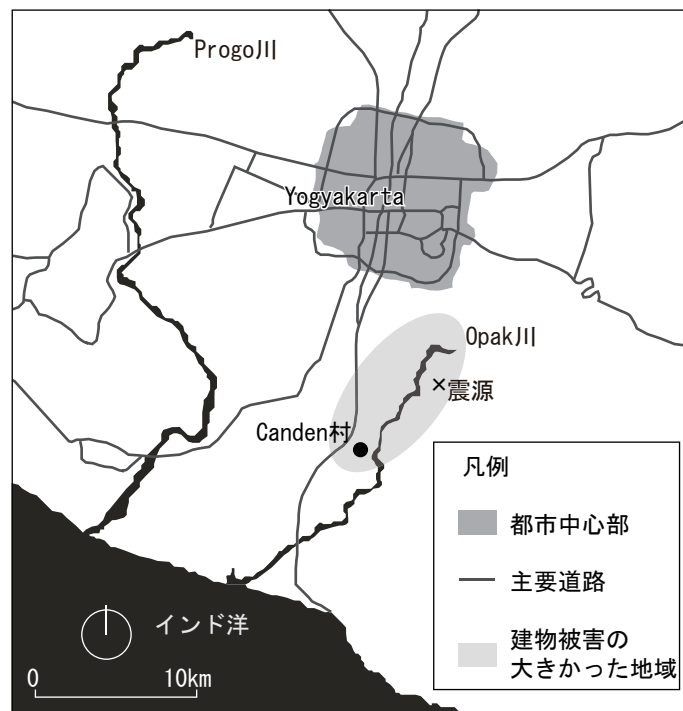 Progo川
Yogyakarta
Opak川
×震源
Canden村
凡例
都市中心部
主要道路
建物被害の
大きかった地域
インド洋
0 10km